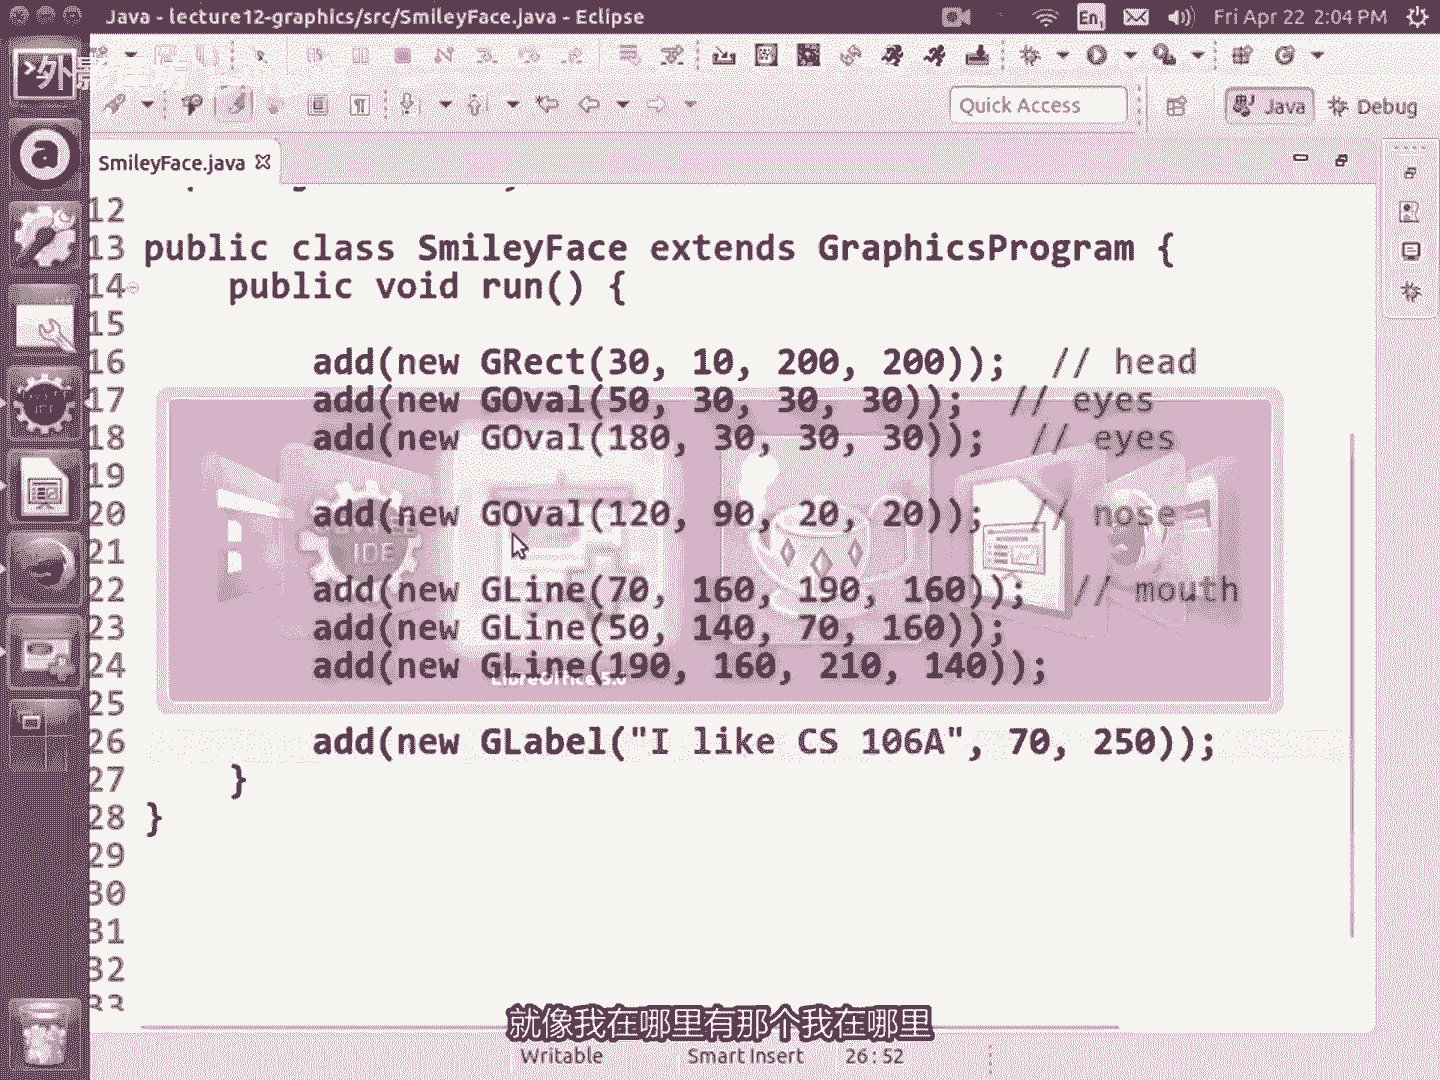 Java - lecture12-graphics/src/SmileyFace.java - Eclipse
En
Fri Apr 22 2:04 PM
Quick Access
Java
Debug
SmileyFace.java
12
13 public class SmileyFace extends GraphicsProgram {
14 public void run() {
15
16 add(new GRect(30, 10, 200, 200)); // head
17 add(new GOval(50, 30, 30, 30)); // eyes
18 add(new GOval(180, 30, 30, 30)); // eyes
19
20 add(new GOval(120, 90, 20, 20)); // nose
21
22 add(new GLine(70, 160, 190, 160)); // mouth
23 add(new GLine(50, 140, 70, 160));
24 add(new GLine(190, 160, 210, 140));
LibreOffice 5.0
25
26 add(new GLabel("I like CS 106A", 70, 250));
27 }
28 }
29
30
31
32
33
就像我在哪里有那个我在哪里
Writable
Smart Insert
26 : 52